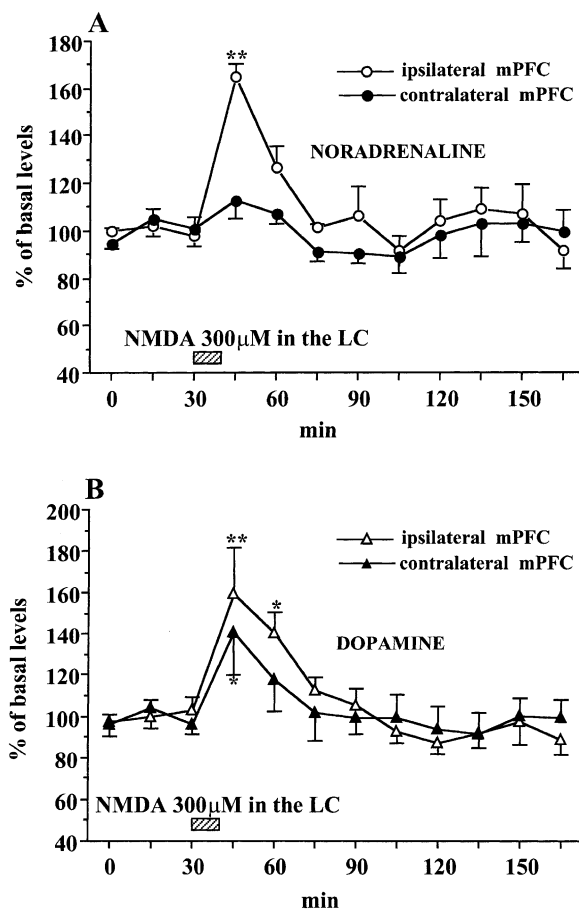 A
180
160
140
120
100
80
60
40
% of basal levels
**
ipsilateral mPFC
contralateral mPFC
NORADRENALINE
NMDA 300μM in the LC
0 30 60 90 120 150
min
B
200
180
160
140
120
100
80
60
40
% of basal levels
**
*
*
ipsilateral mPFC
contralateral mPFC
DOPAMINE
NMDA 300μM in the LC
0 30 60 90 120 150
min